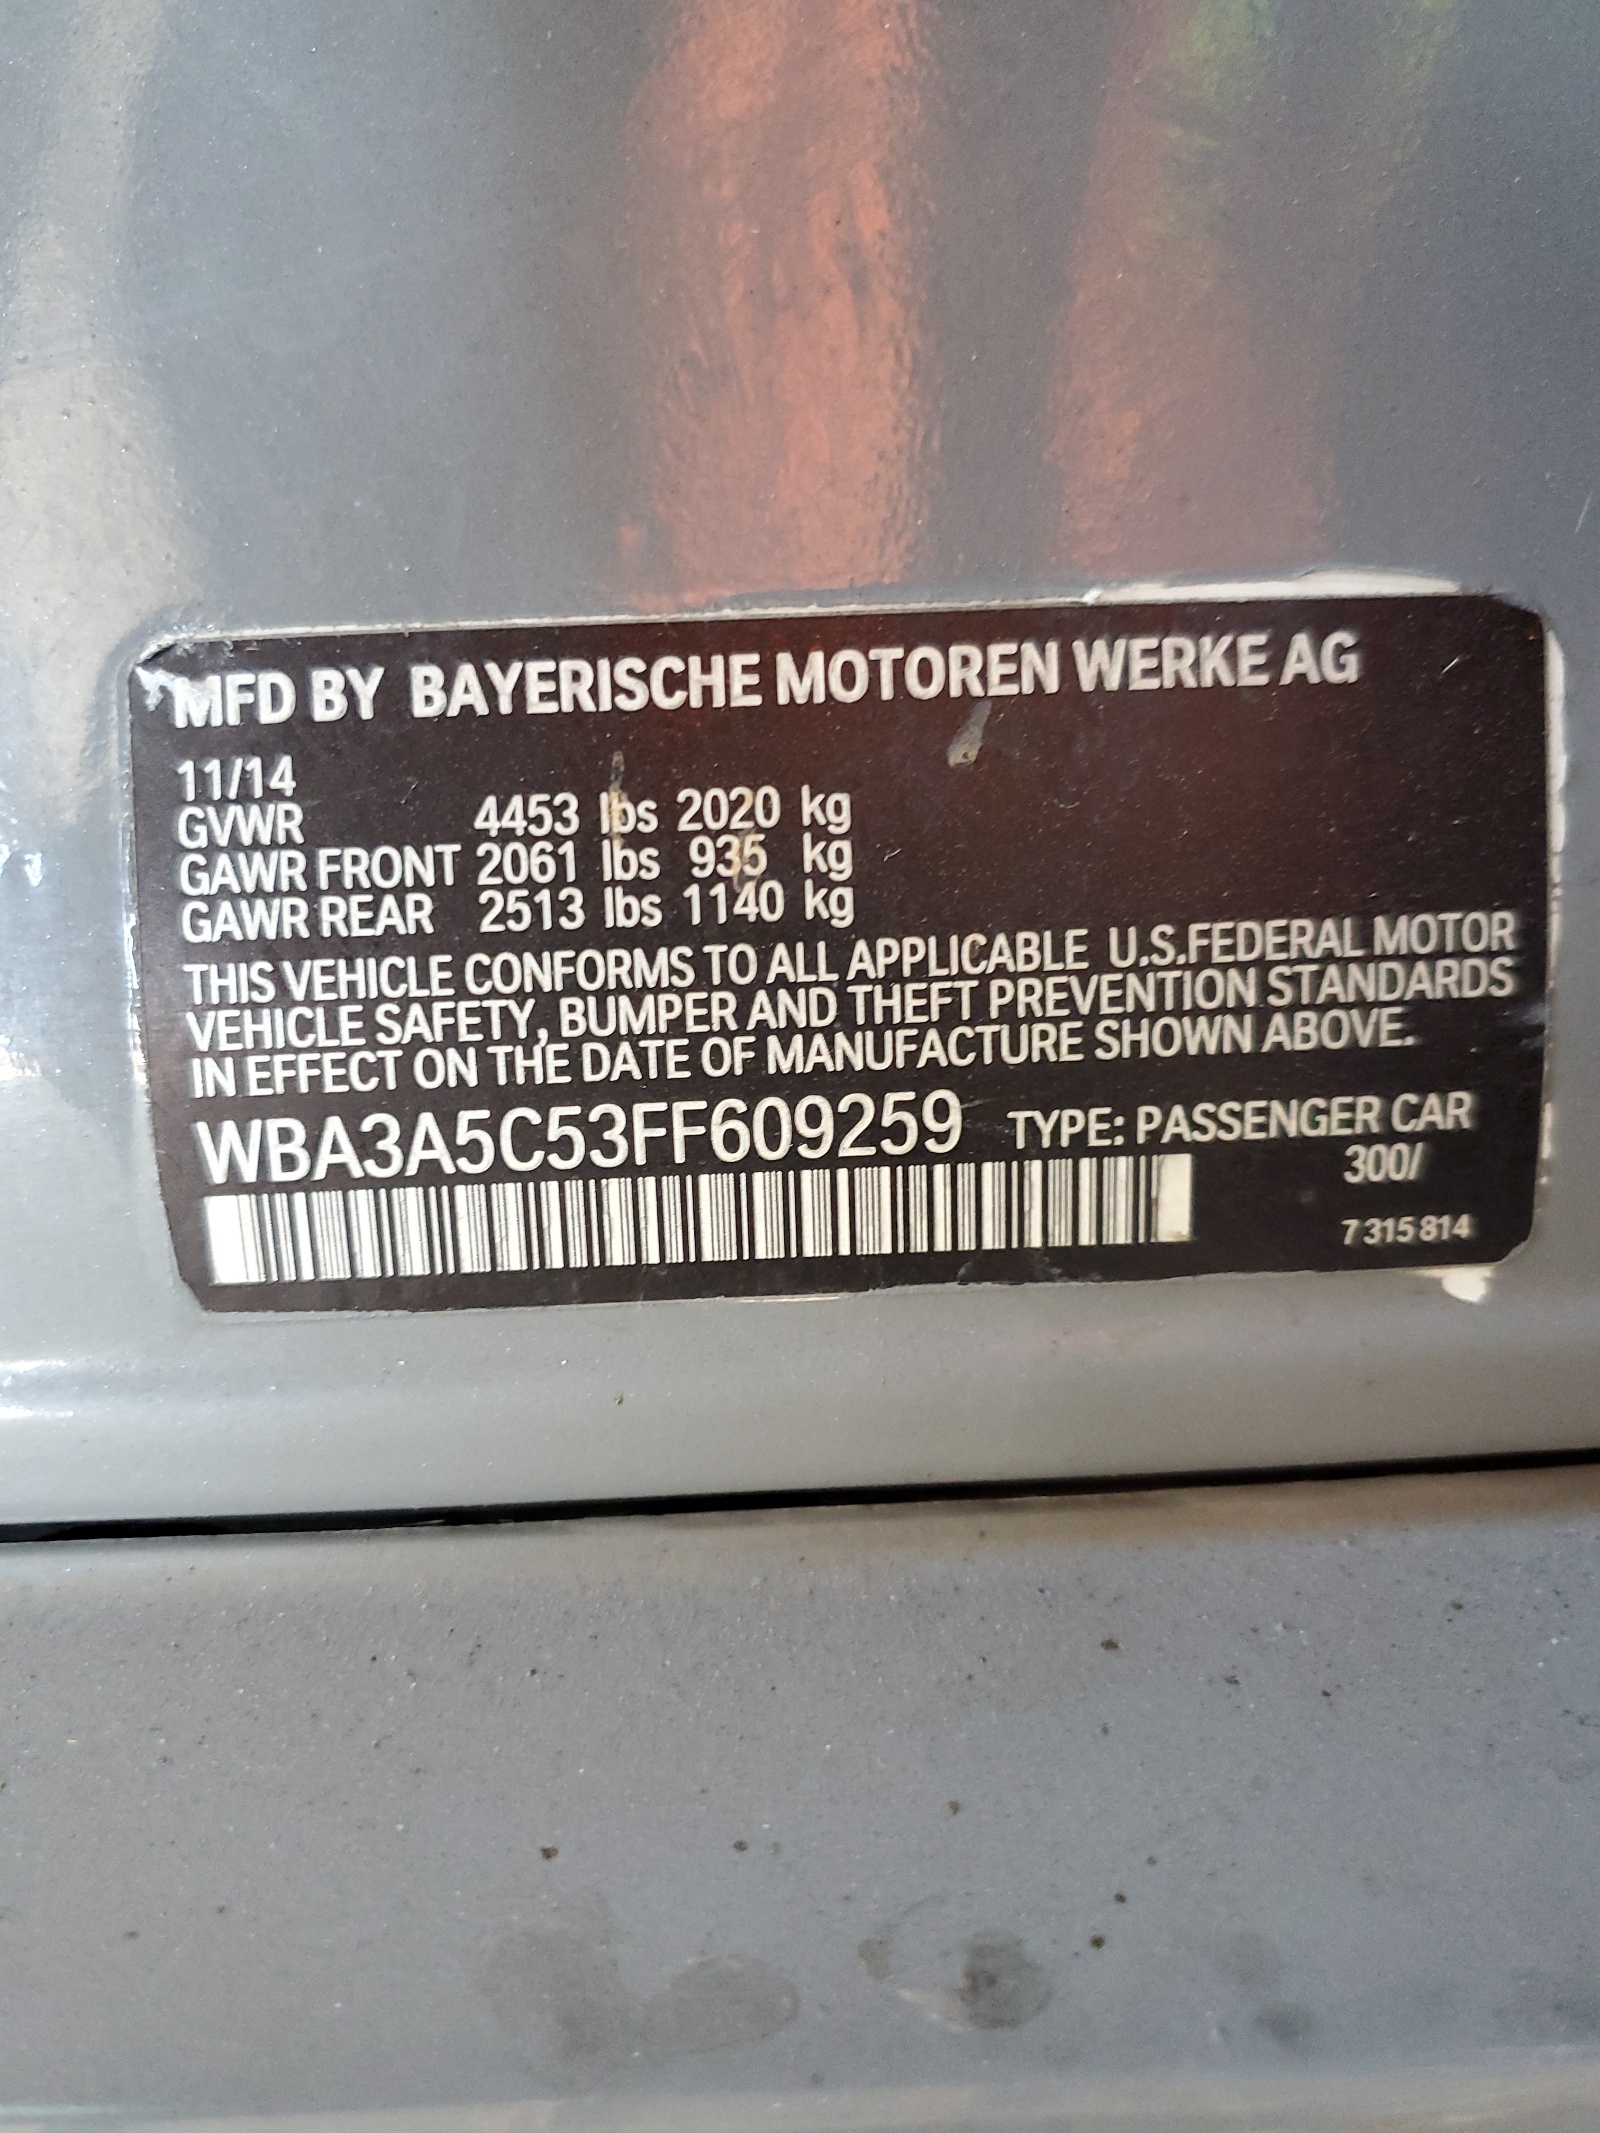 MFD BY BAYERISCHE MOTOREN WERKE AG
11/14
GVWR 4453 lbs 2020 kg
GAWR FRONT 2061 lbs 935 kg
GAWR REAR 2513 lbs 1140 kg
THIS VEHICLE CONFORMS TO ALL APPLICABLE U.S.FEDERAL MOTOR
VEHICLE SAFETY, BUMPER AND THEFT PREVENTION STANDARDS
IN EFFECT ON THE DATE OF MANUFACTURE SHOWN ABOVE.
WBA3A5C53FF609259 TYPE: PASSENGER CAR
300/
7 315 814